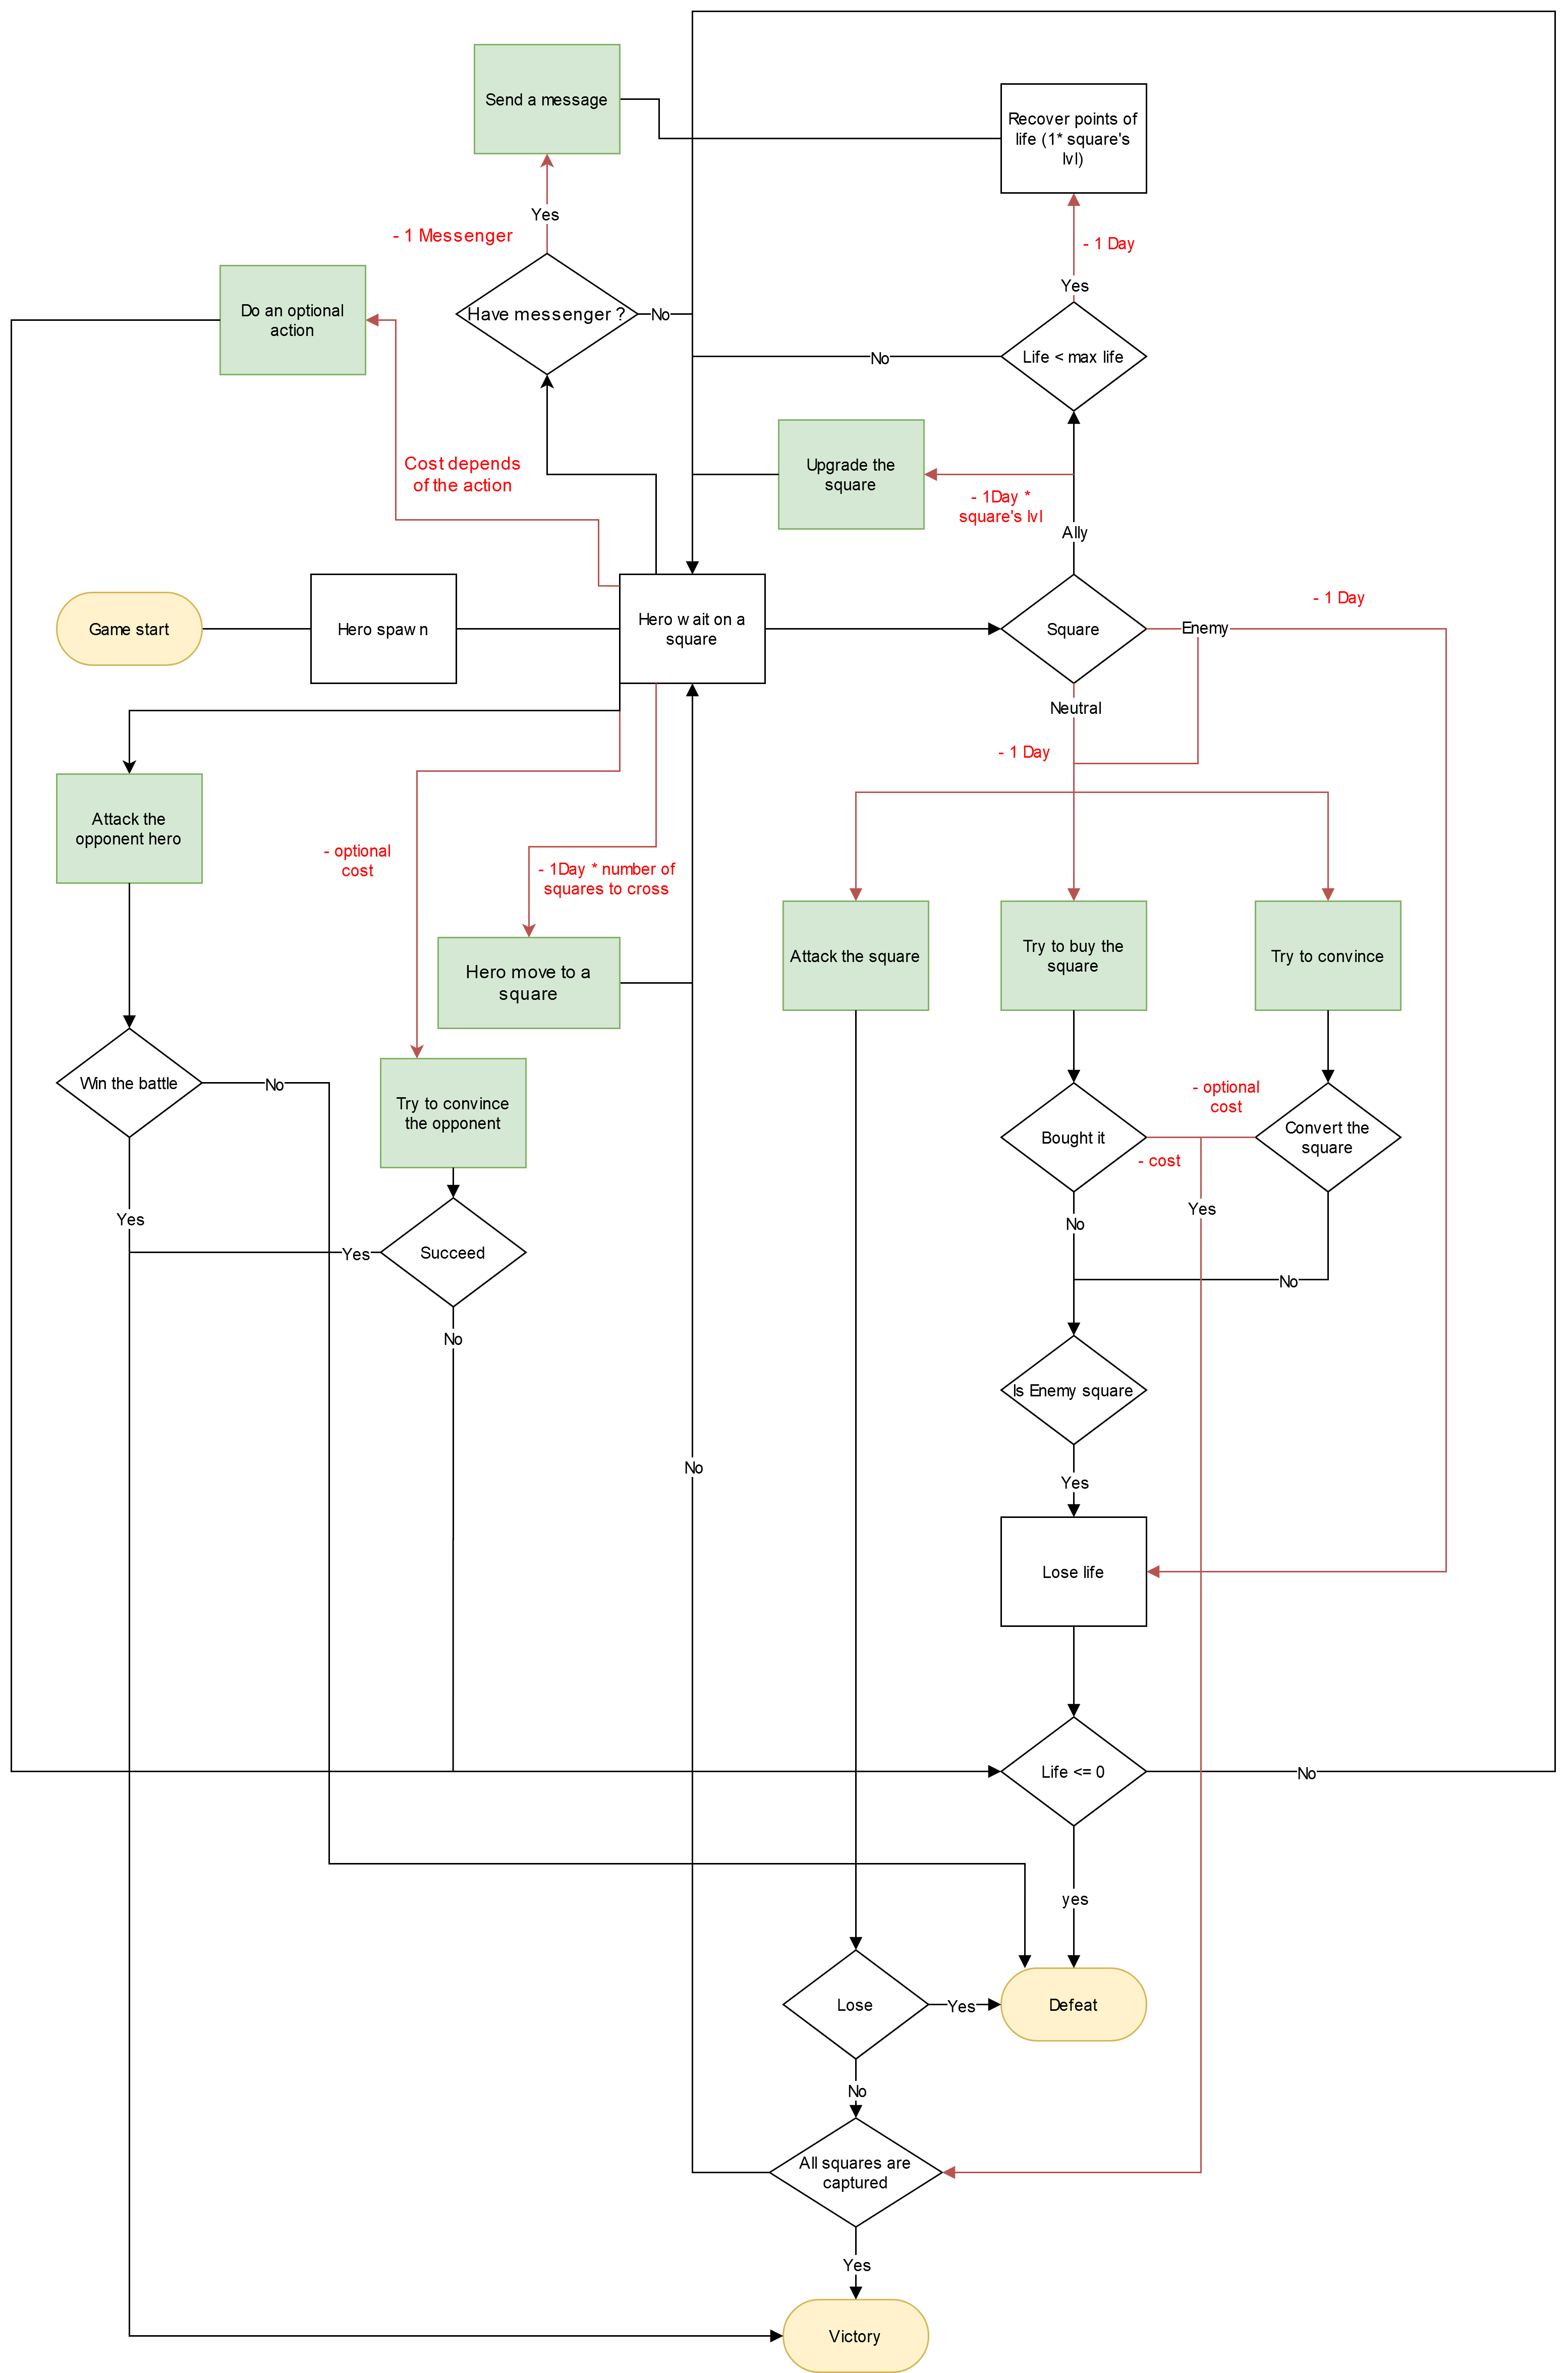 Send a message
Recover points of
life (1* square's
lvl)
Yes
- 1 Messenger
- 1 Day
Yes
Do an optional
action
Have messenger ?
No
Life < max life
No
Cost depends
of the action
Upgrade the
square
- 1Day *
square's lvl
Ally
Game start
Hero spawn
Hero wait on a
square
Square
Enemy
- 1 Day
Neutral
- 1 Day
Attack the
opponent hero
- optional
cost
- 1Day * number of
squares to cross
Hero move to a
square
Attack the square
Try to buy the
square
Try to convince
Win the battle
No
Try to convince
the opponent
Bought it
- optional
cost
- cost
Convert the
square
Yes
Yes
Succeed
Yes
No
No
No
Is Enemy square
No
Yes
Lose life
Life <= 0
No
yes
Lose
Yes
Defeat
No
All squares are
captured
Yes
Victory